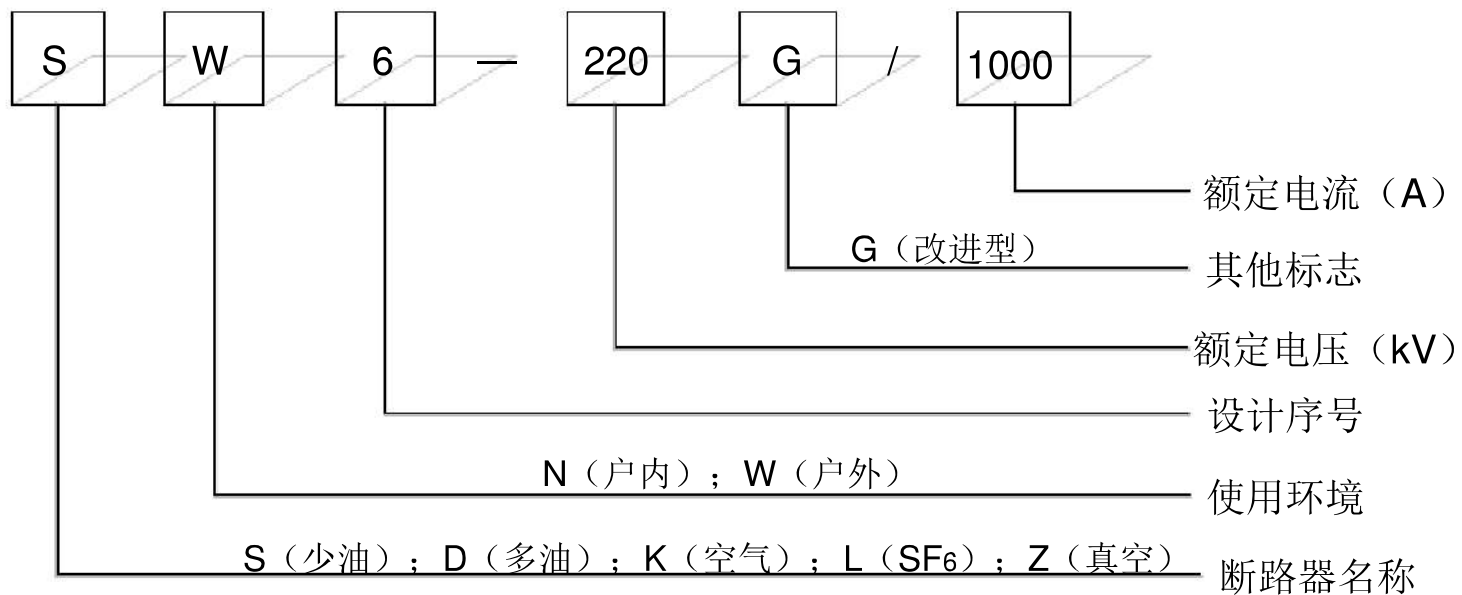 S W 6 — 220 G / 1000
额定电流（A）
G（改进型）
其他标志
额定电压（kV）
设计序号
N（户内）；W（户外）
使用环境
S（少油）；D（多油）；K（空气）；L（SF6）；Z（真空）
断路器名称